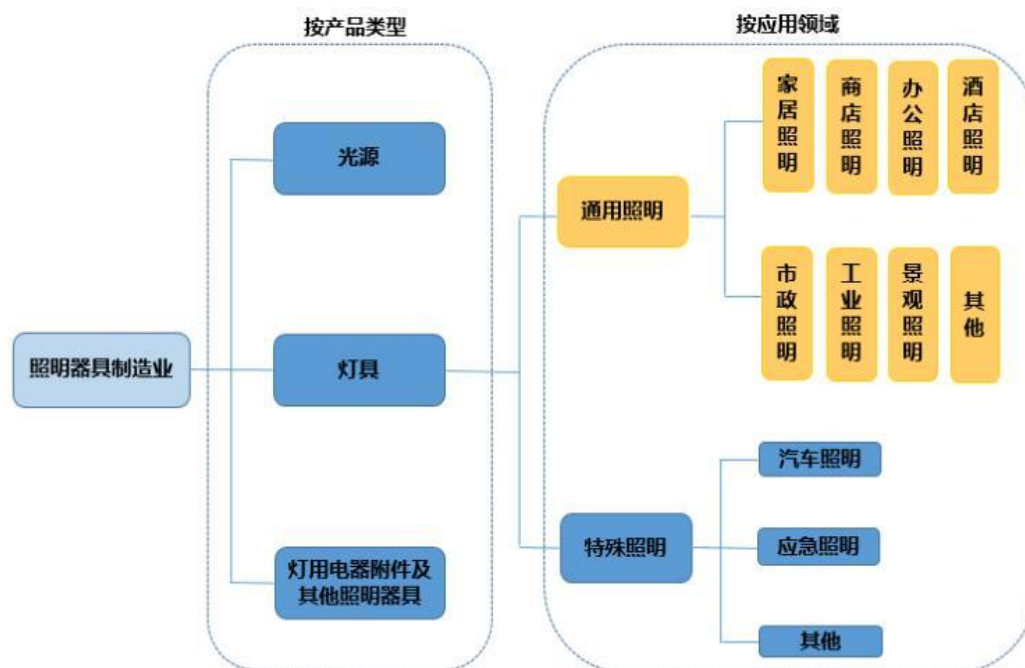 按产品类型
按应用领域
照明器具制造业
光源
灯具
灯用电器附件及
其他照明器具
通用照明
家居照明
商店照明
办公照明
酒店照明
市政照明
工业照明
景观照明
其他
特殊照明
汽车照明
应急照明
其他